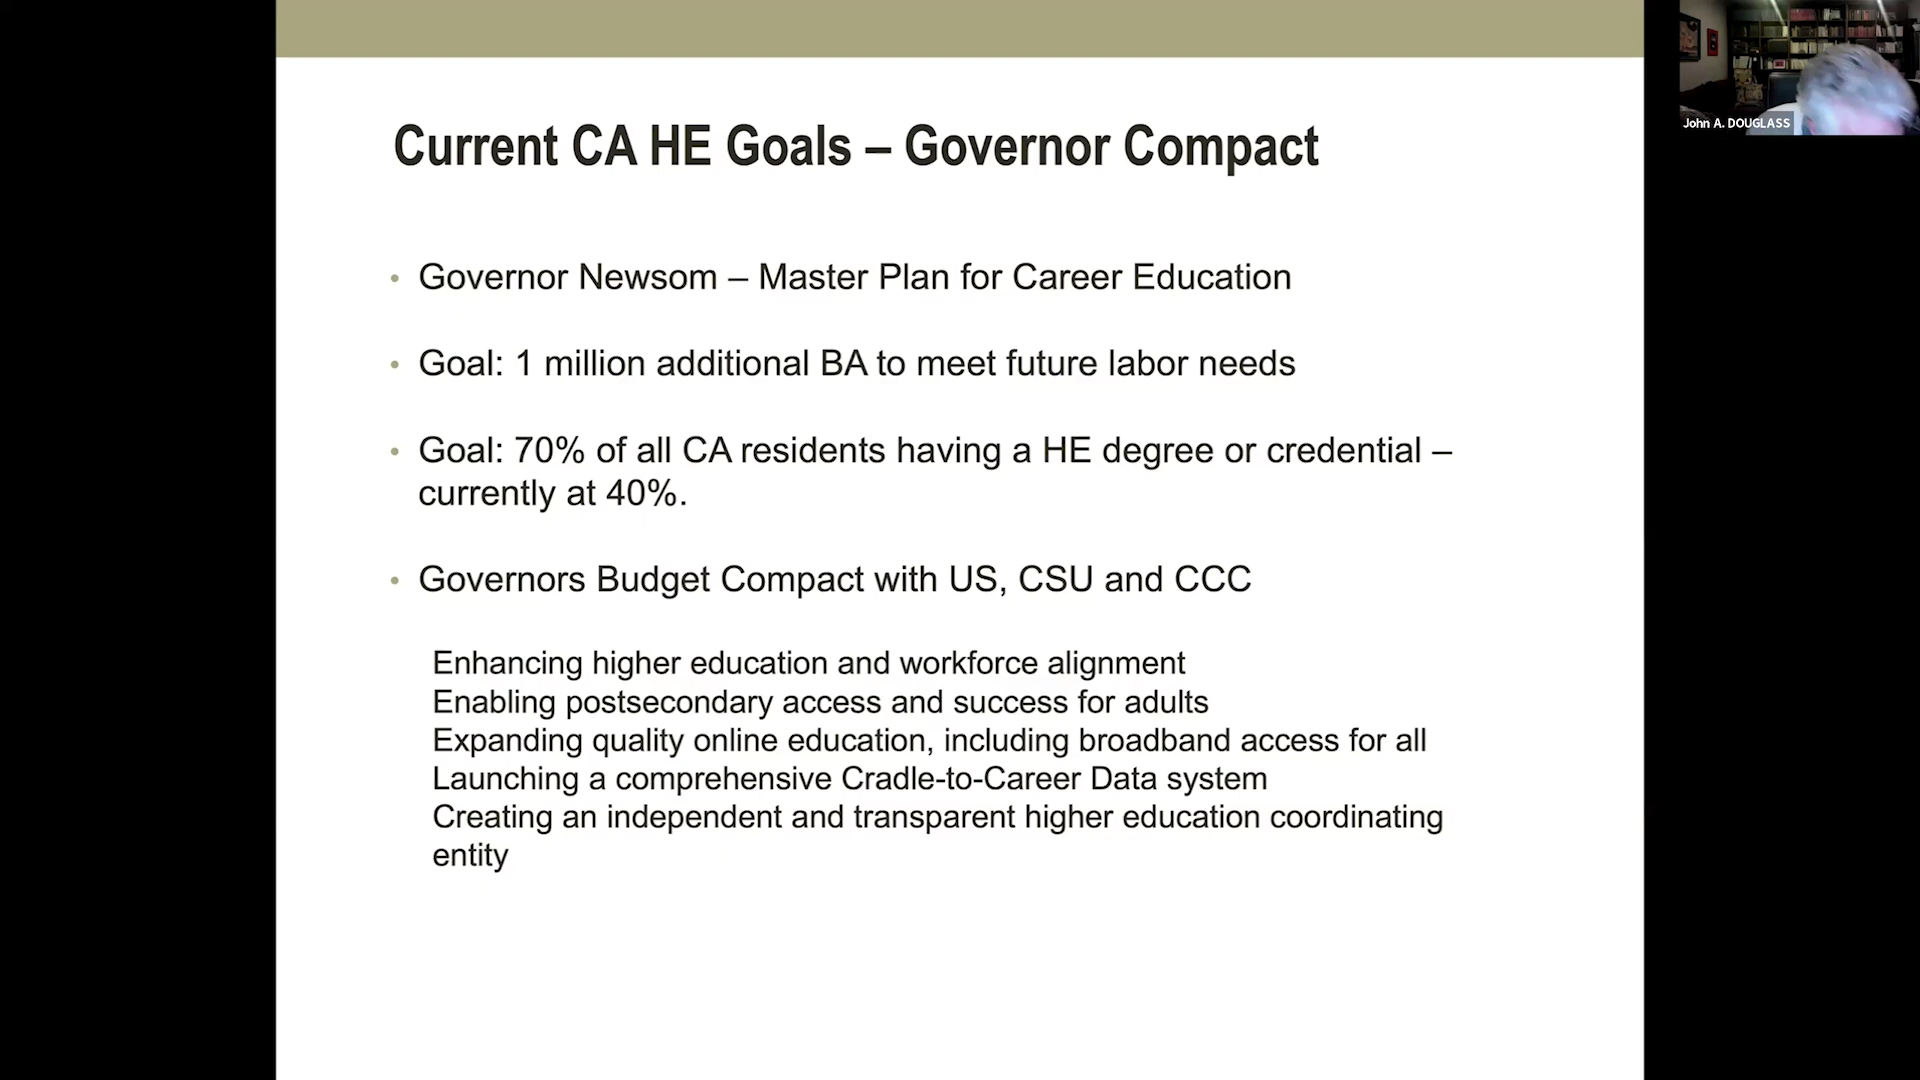 Current CA HE Goals – Governor Compact
John A. DOUGLASS
• Governor Newsom – Master Plan for Career Education
• Goal: 1 million additional BA to meet future labor needs
• Goal: 70% of all CA residents having a HE degree or credential –
currently at 40%.
• Governors Budget Compact with US, CSU and CCC
Enhancing higher education and workforce alignment
Enabling postsecondary access and success for adults
Expanding quality online education, including broadband access for all
Launching a comprehensive Cradle-to-Career Data system
Creating an independent and transparent higher education coordinating
entity